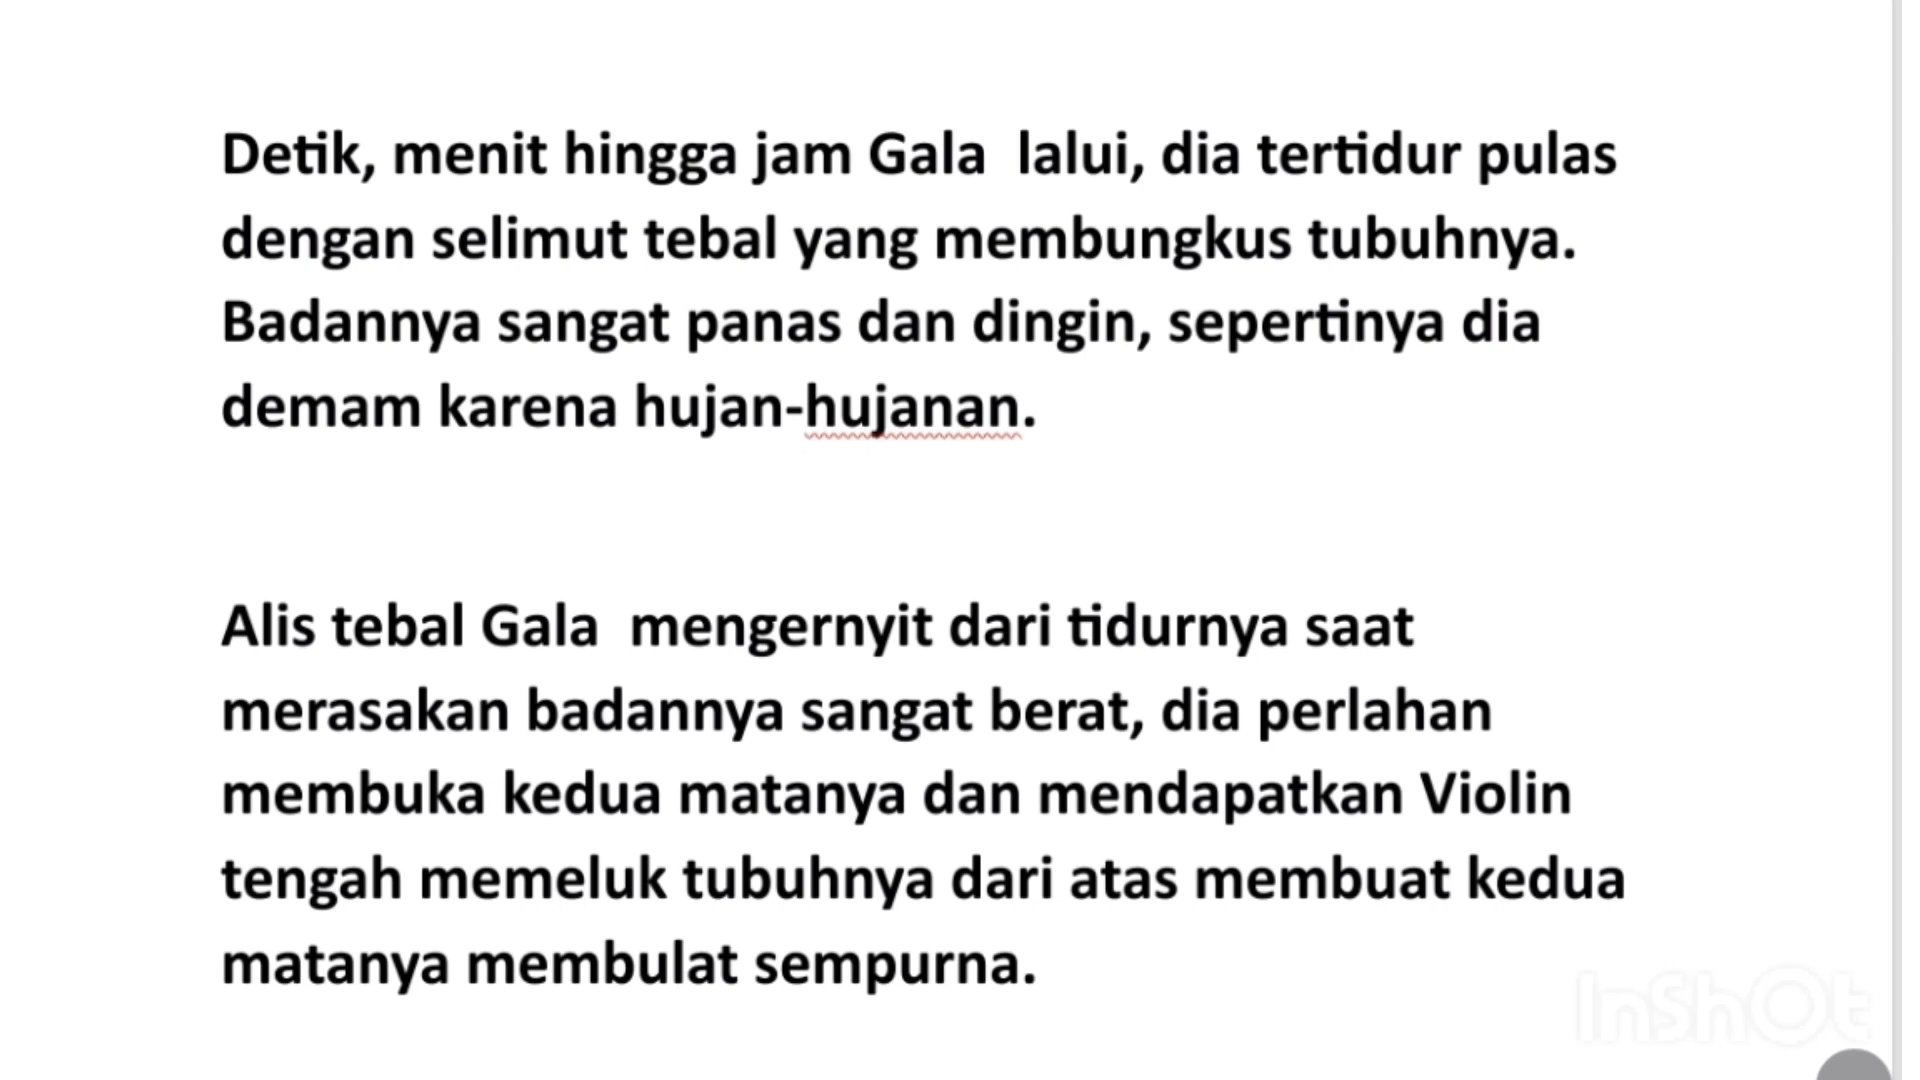 Detik, menit hingga jam Gala  lalui, dia tertidur pulas
dengan selimut tebal yang membungkus tubuhnya.
Badannya sangat panas dan dingin, sepertinya dia
demam karena hujan-hujanan.
Alis tebal Gala  mengernyit dari tidurnya saat
merasakan badannya sangat berat, dia perlahan
membuka kedua matanya dan mendapatkan Violin
tengah memeluk tubuhnya dari atas membuat kedua
matanya membulat sempurna.
InShOt